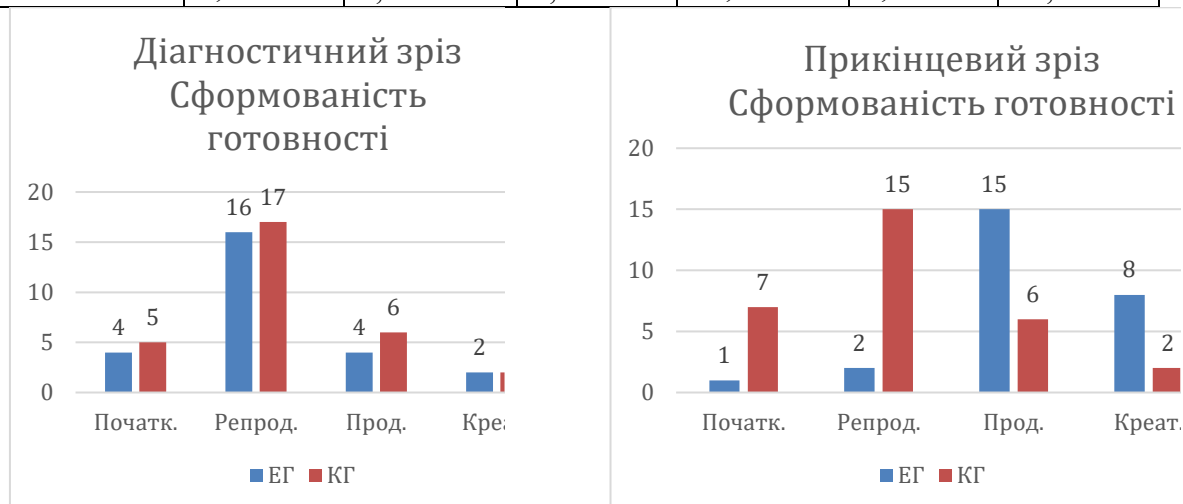 Діагностичний зріз
Сформованість
готовності
20
15
10
5
0
4
5
16
17
4
6
2
Початк.
Репрод.
Прод.
ЕГ
КГ
Прикінцевий зріз
Сформованість готовності
20
15
10
5
0
1
7
2
15
15
6
8
2
Початк.
Репрод.
Прод.
Креат.
ЕГ
КГ